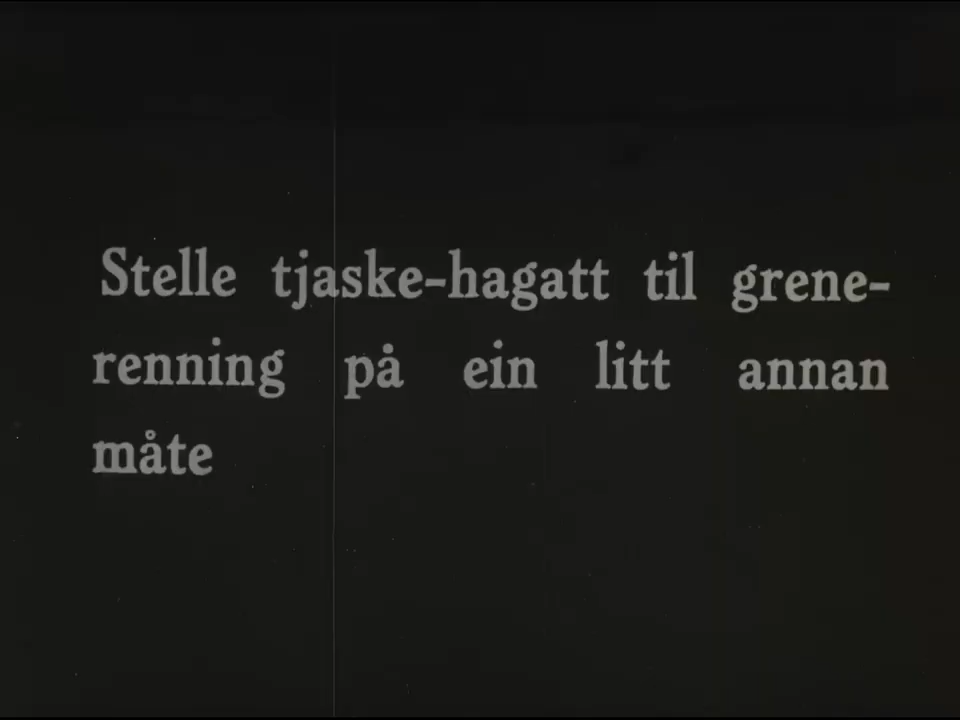 Stelle tjaske-hagatt til grene-
renning på ein litt annan
måte